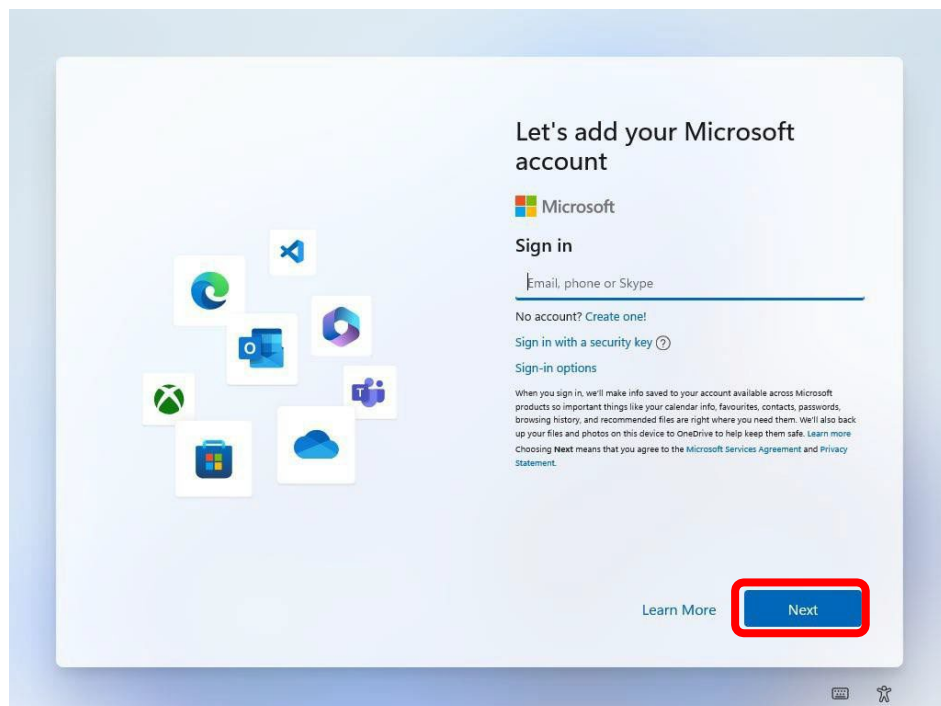 Let's add your Microsoft
account
Microsoft
Sign in
Email, phone or Skype
No account? Create one!
Sign in with a security key
Sign-in options
When you sign in, we'll make info saved to your account available across Microsoft
products so important things like your calendar info, favourites, contacts, passwords,
browsing history, and recommended files are right where you need them. We'll also back
up your files and photos on this device to OneDrive to help keep them safe. Learn more
Choosing Next means that you agree to the Microsoft Services Agreement and Privacy
Statement.
Learn More
Next